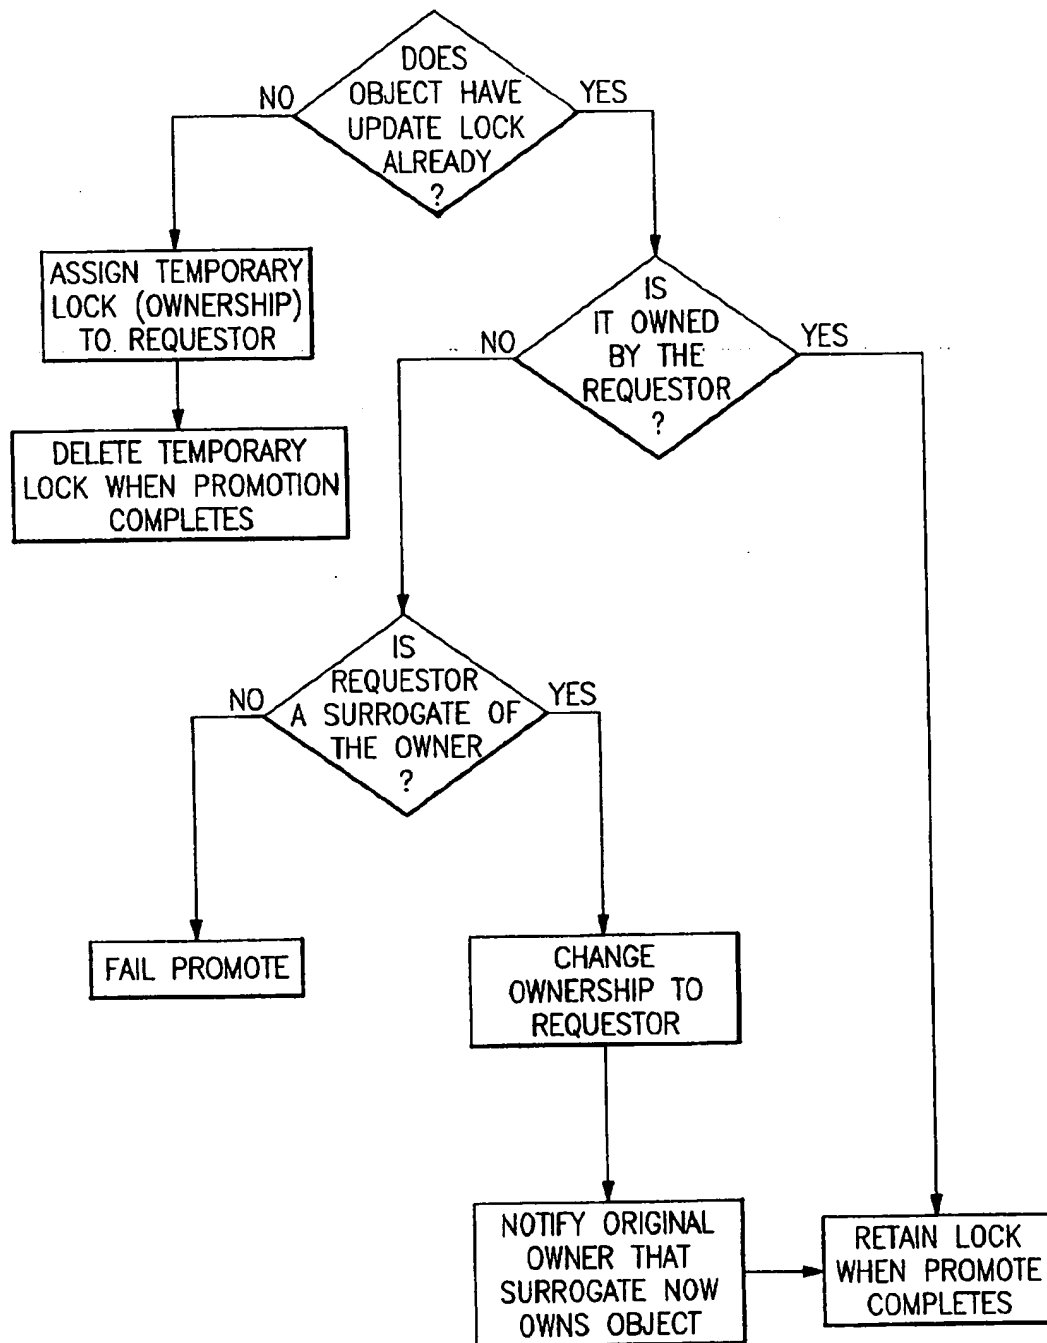 DOES
OBJECT HAVE
UPDATE LOCK
ALREADY
?
NO
YES
ASSIGN TEMPORARY
LOCK (OWNERSHIP)
TO REQUESTOR
DELETE TEMPORARY
LOCK WHEN PROMOTION
COMPLETES
IS
IT OWNED
BY THE
REQUESTOR
?
NO
YES
IS
REQUESTOR
A SURROGATE OF
THE OWNER
?
NO
YES
FAIL PROMOTE
CHANGE
OWNERSHIP TO
REQUESTOR
NOTIFY ORIGINAL
OWNER THAT
SURROGATE NOW
OWNS OBJECT
RETAIN LOCK
WHEN PROMOTE
COMPLETES